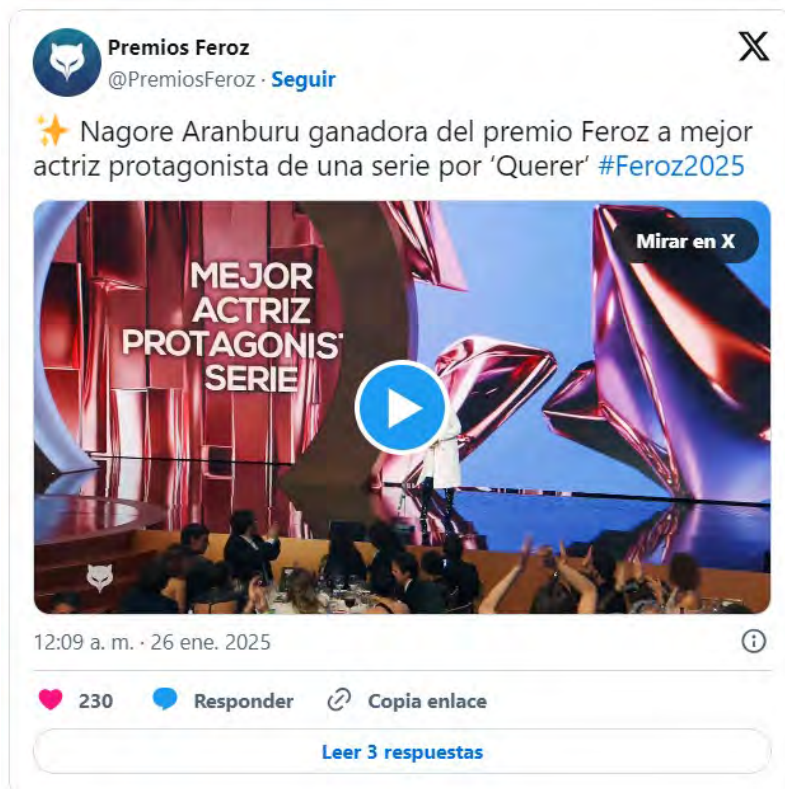 Premios Feroz
@PremiosFeroz · Seguir
✨ Nagore Aranburu ganadora del premio Feroz a mejor
actriz protagonista de una serie por ‘Querer’ #Feroz2025
Mirar en X
MEJOR
ACTRIZ
PROTAGONIST
SERIE
12:09 a. m. · 26 ene. 2025
230
Responder
Copia enlace
Leer 3 respuestas